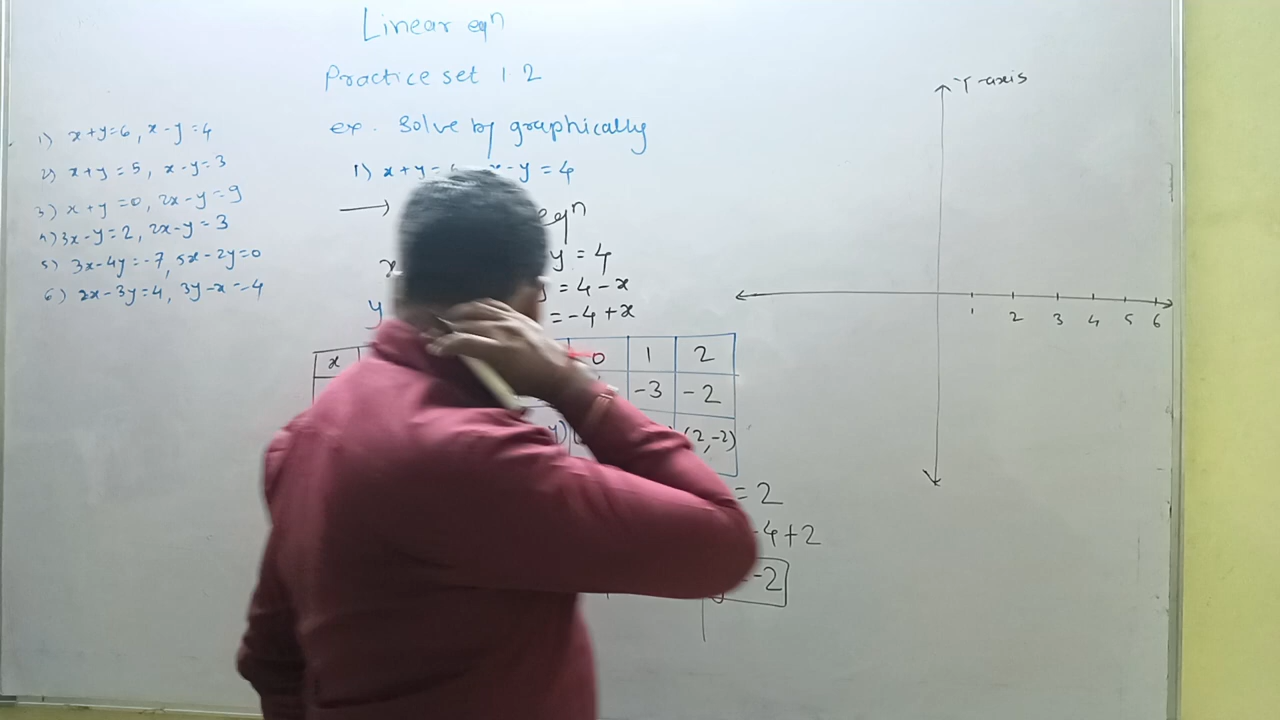 Linear eqn
Practice set 1.2
ex. Solve by graphically
1) x+y=6, x-y=4
2) x+y=5, x-y=3
3) x+y=0, 2x-y=9
4) 3x-y=2, 2x-y=3
5) 3x-4y=-7, 5x-2y=0
6) 2x-3y=4, 3y-x=-4
1) x+y= x-y=4
eqn
x y=4
y =4-x
=-4+x
x 0 1 2
-3 -2
y) (2,-2)
=2
-4+2
-2
Y-axis
1 2 3 4 5 6